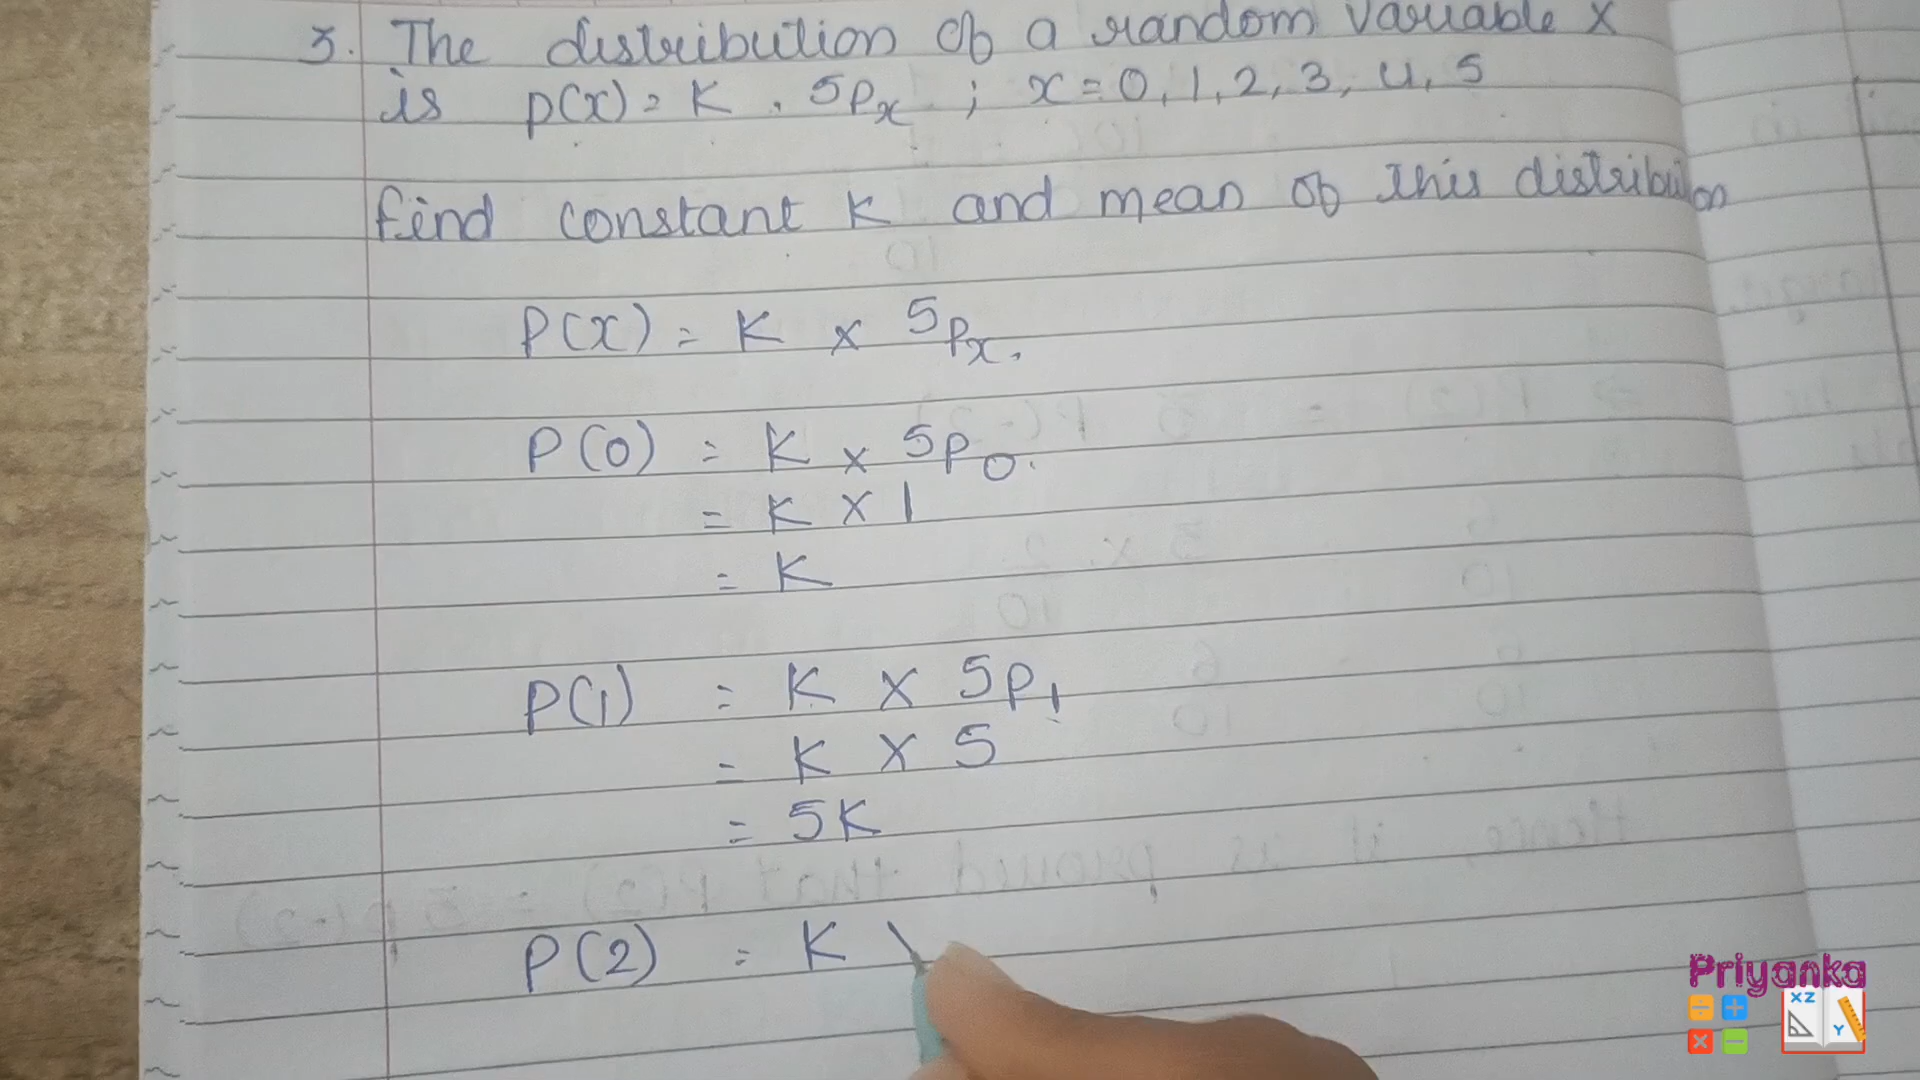 3. The distribution of a random variable x
is p(x) = K . 5Px ; x = 0, 1, 2, 3, 4, 5
find constant K and mean of this distribution
P(x) = K × 5Px.
P(0) = K × 5P0.
= K × 1
= K
P(1) = K × 5P1
= K × 5
= 5K
P(2) = K
Priyanka
XZ
Y